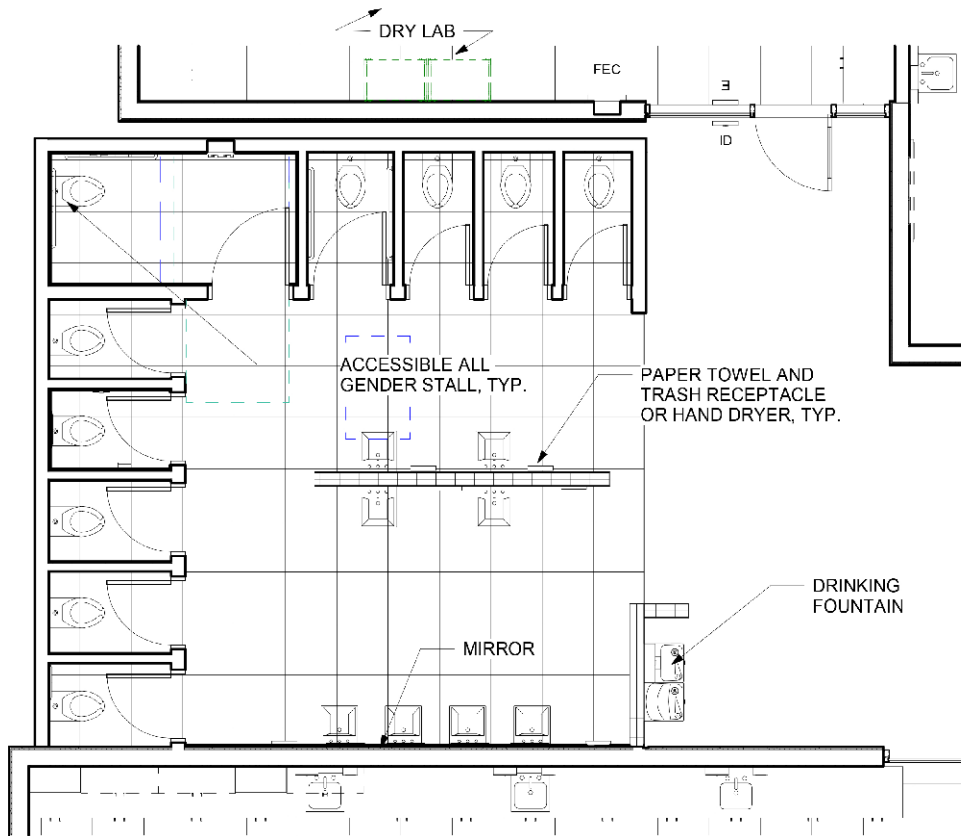 DRY LAB
FEC
ID
ACCESSIBLE ALL
GENDER STALL, TYP.
PAPER TOWEL AND
TRASH RECEPTACLE
OR HAND DRYER, TYP.
DRINKING
FOUNTAIN
MIRROR